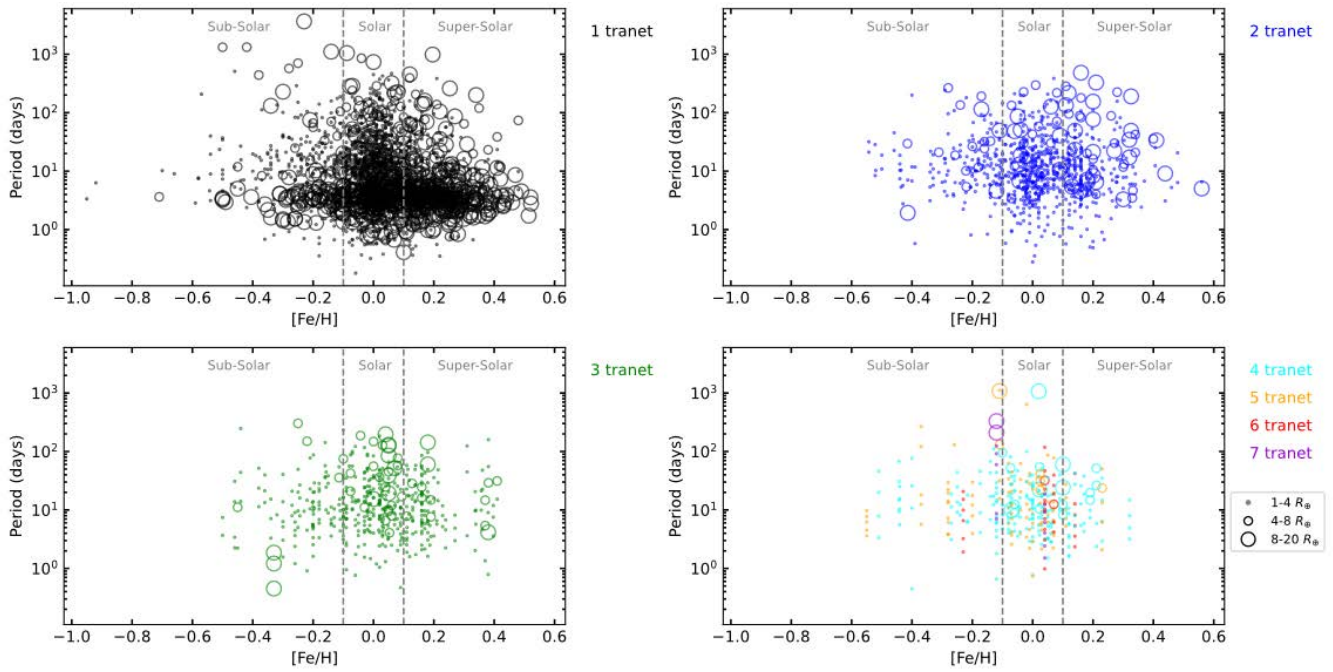 Sub-Solar Solar Super-Solar
1 tranet
Period (days)
10³
10²
10¹
10⁰
−1.0 −0.8 −0.6 −0.4 −0.2 0.0 0.2 0.4 0.6
[Fe/H]
Sub-Solar Solar Super-Solar
2 tranet
Period (days)
10³
10²
10¹
10⁰
−1.0 −0.8 −0.6 −0.4 −0.2 0.0 0.2 0.4 0.6
[Fe/H]
Sub-Solar Solar Super-Solar
3 tranet
Period (days)
10³
10²
10¹
10⁰
−1.0 −0.8 −0.6 −0.4 −0.2 0.0 0.2 0.4 0.6
[Fe/H]
Sub-Solar Solar Super-Solar
4 tranet
5 tranet
6 tranet
7 tranet
Period (days)
10³
10²
10¹
10⁰
−1.0 −0.8 −0.6 −0.4 −0.2 0.0 0.2 0.4 0.6
[Fe/H]
1-4 R⊕
4-8 R⊕
8-20 R⊕